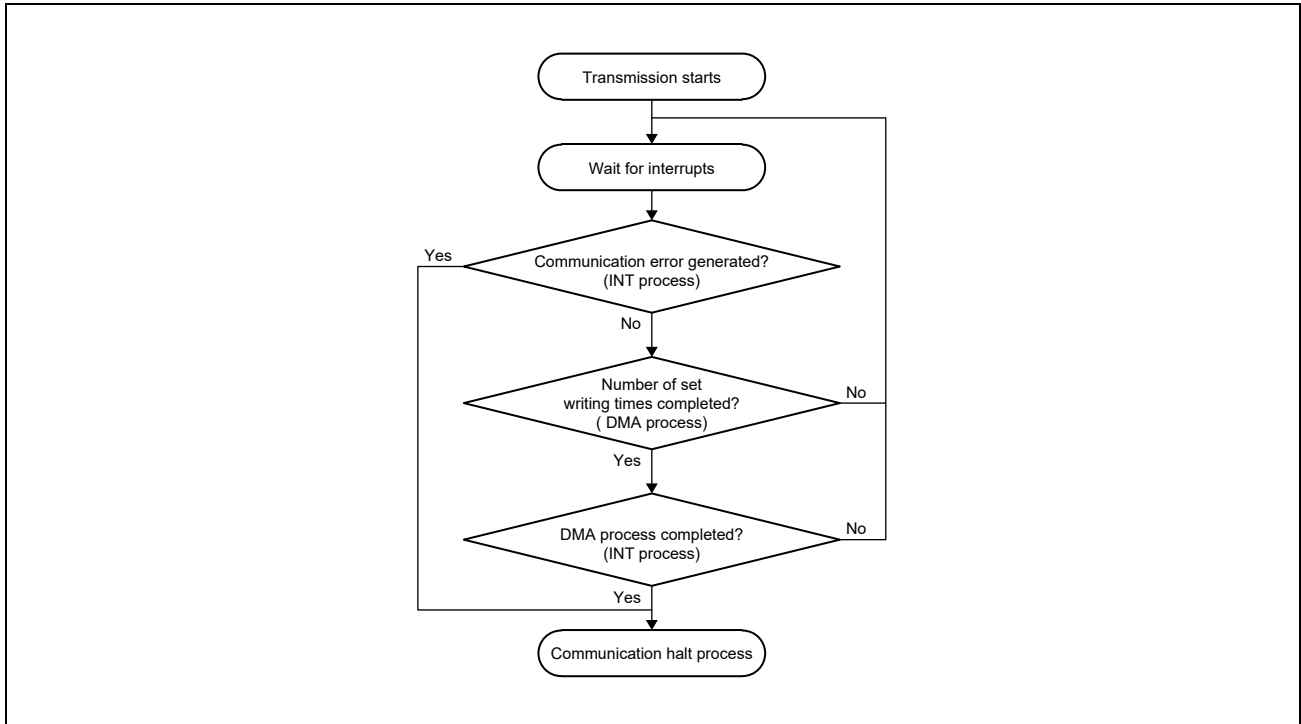 Transmission starts
Wait for interrupts
Yes
Communication error generated?
(INT process)
No
Number of set
writing times completed?
( DMA process)
No
Yes
DMA process completed?
(INT process)
No
Yes
Communication halt process